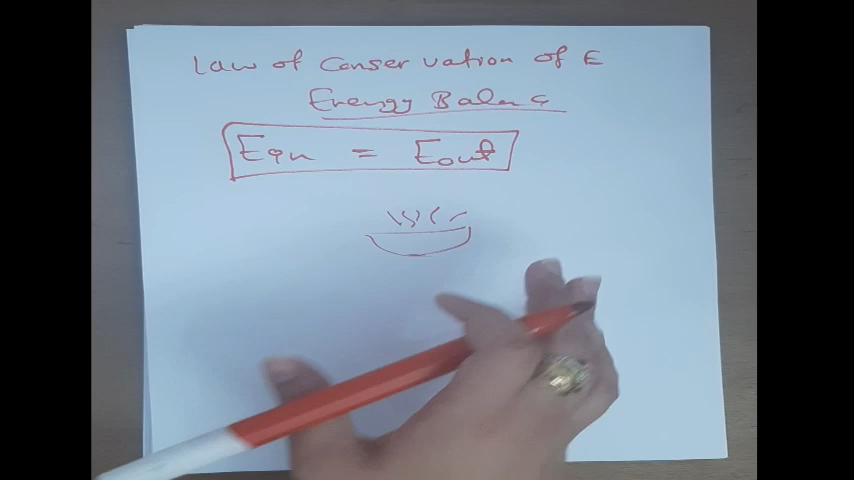 Law of Conservation of E
Energy Balance
Ein = Eout